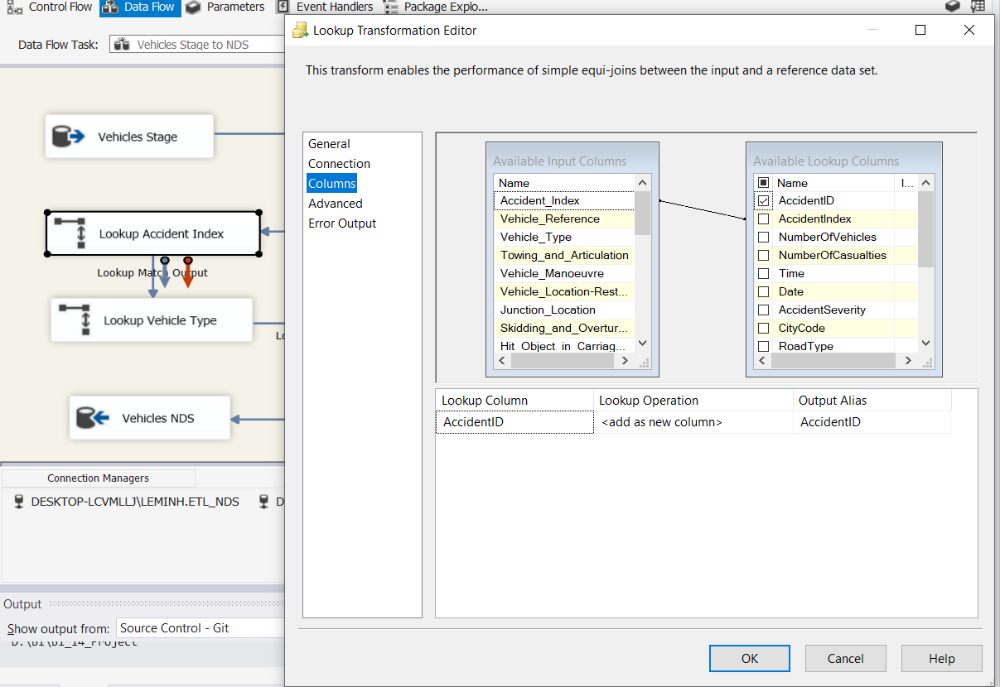 Control Flow
Data Flow
Parameters
Event Handlers
Package Explo...
Data Flow Task:
Vehicles Stage to NDS
Vehicles Stage
Lookup Accident Index
Lookup Match Output
Lookup Vehicle Type
Lo
Vehicles NDS
Connection Managers
DESKTOP-LCVMLLJ\LEMINH.ETL_NDS
D
Output
Show output from:
Source Control - Git
D:\BI\BI_14_Project
Lookup Transformation Editor
This transform enables the performance of simple equi-joins between the input and a reference data set.
General
Connection
Columns
Advanced
Error Output
Available Input Columns
Name
Accident_Index
Vehicle_Reference
Vehicle_Type
Towing_and_Articulation
Vehicle_Manoeuvre
Vehicle_Location-Rest...
Junction_Location
Skidding_and_Overtur...
Hit_Object_in_Carriag...
Available Lookup Columns
Name I...
AccidentID
AccidentIndex
NumberOfVehicles
NumberOfCasualties
Time
Date
AccidentSeverity
CityCode
RoadType
Lookup Column Lookup Operation Output Alias
AccidentID <add as new column> AccidentID
OK
Cancel
Help